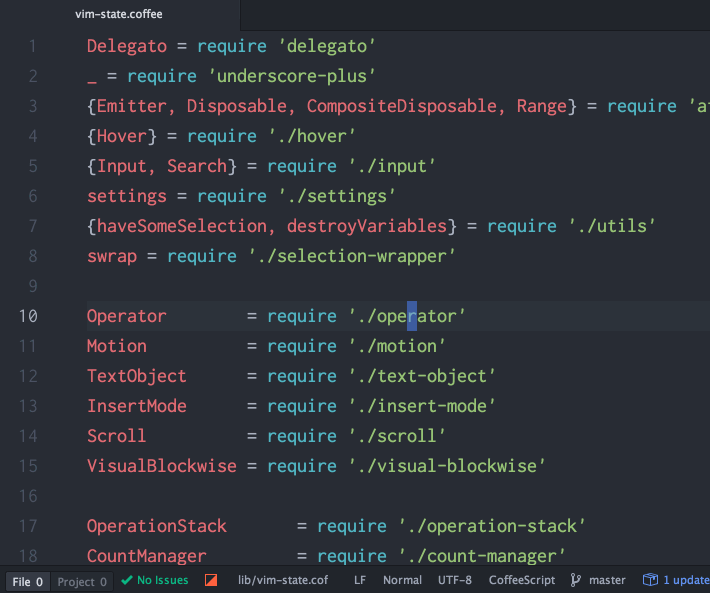 vim-state.coffee
1 Delegato = require 'delegato'
2 _ = require 'underscore-plus'
3 {Emitter, Disposable, CompositeDisposable, Range} = require 'a
4 {Hover} = require './hover'
5 {Input, Search} = require './input'
6 settings = require './settings'
7 {haveSomeSelection, destroyVariables} = require './utils'
8 swrap = require './selection-wrapper'
9
10 Operator        = require './operator'
11 Motion          = require './motion'
12 TextObject      = require './text-object'
13 InsertMode      = require './insert-mode'
14 Scroll          = require './scroll'
15 VisualBlockwise = require './visual-blockwise'
16
17 OperationStack       = require './operation-stack'
18 CountManager         = require './count-manager'
File 0 Project 0 No Issues lib/vim-state.cof LF Normal UTF-8 CoffeeScript master 1 update